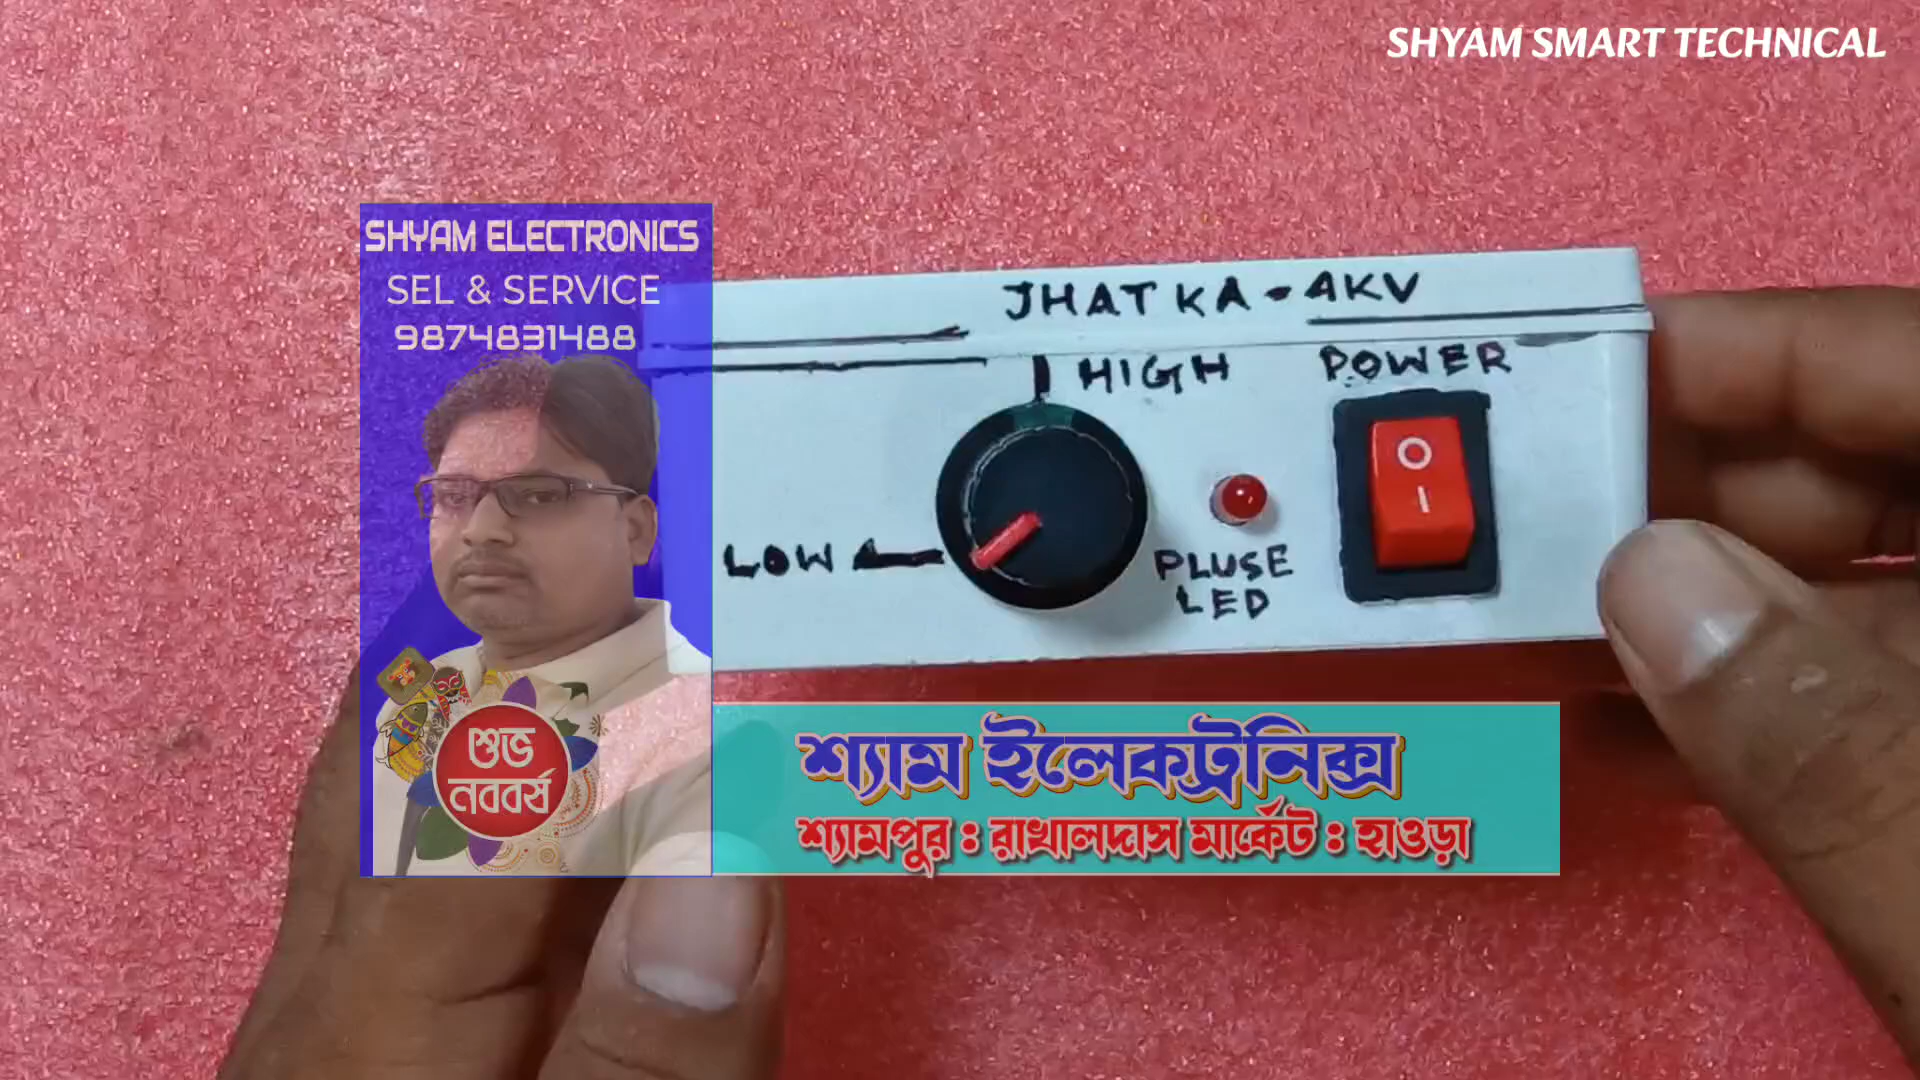 SHYAM SMART TECHNICAL
SHYAM ELECTRONICS
SEL & SERVICE
9874831488
JHATKA-4KV
HIGH
POWER
LOW
PLUSE
LED
O
I
শুভ
নববর্ষ
শ্যাম ইলেকট্রনিক্স
শ্যামপুর : রাখালদাস মার্কেট : হাওড়া